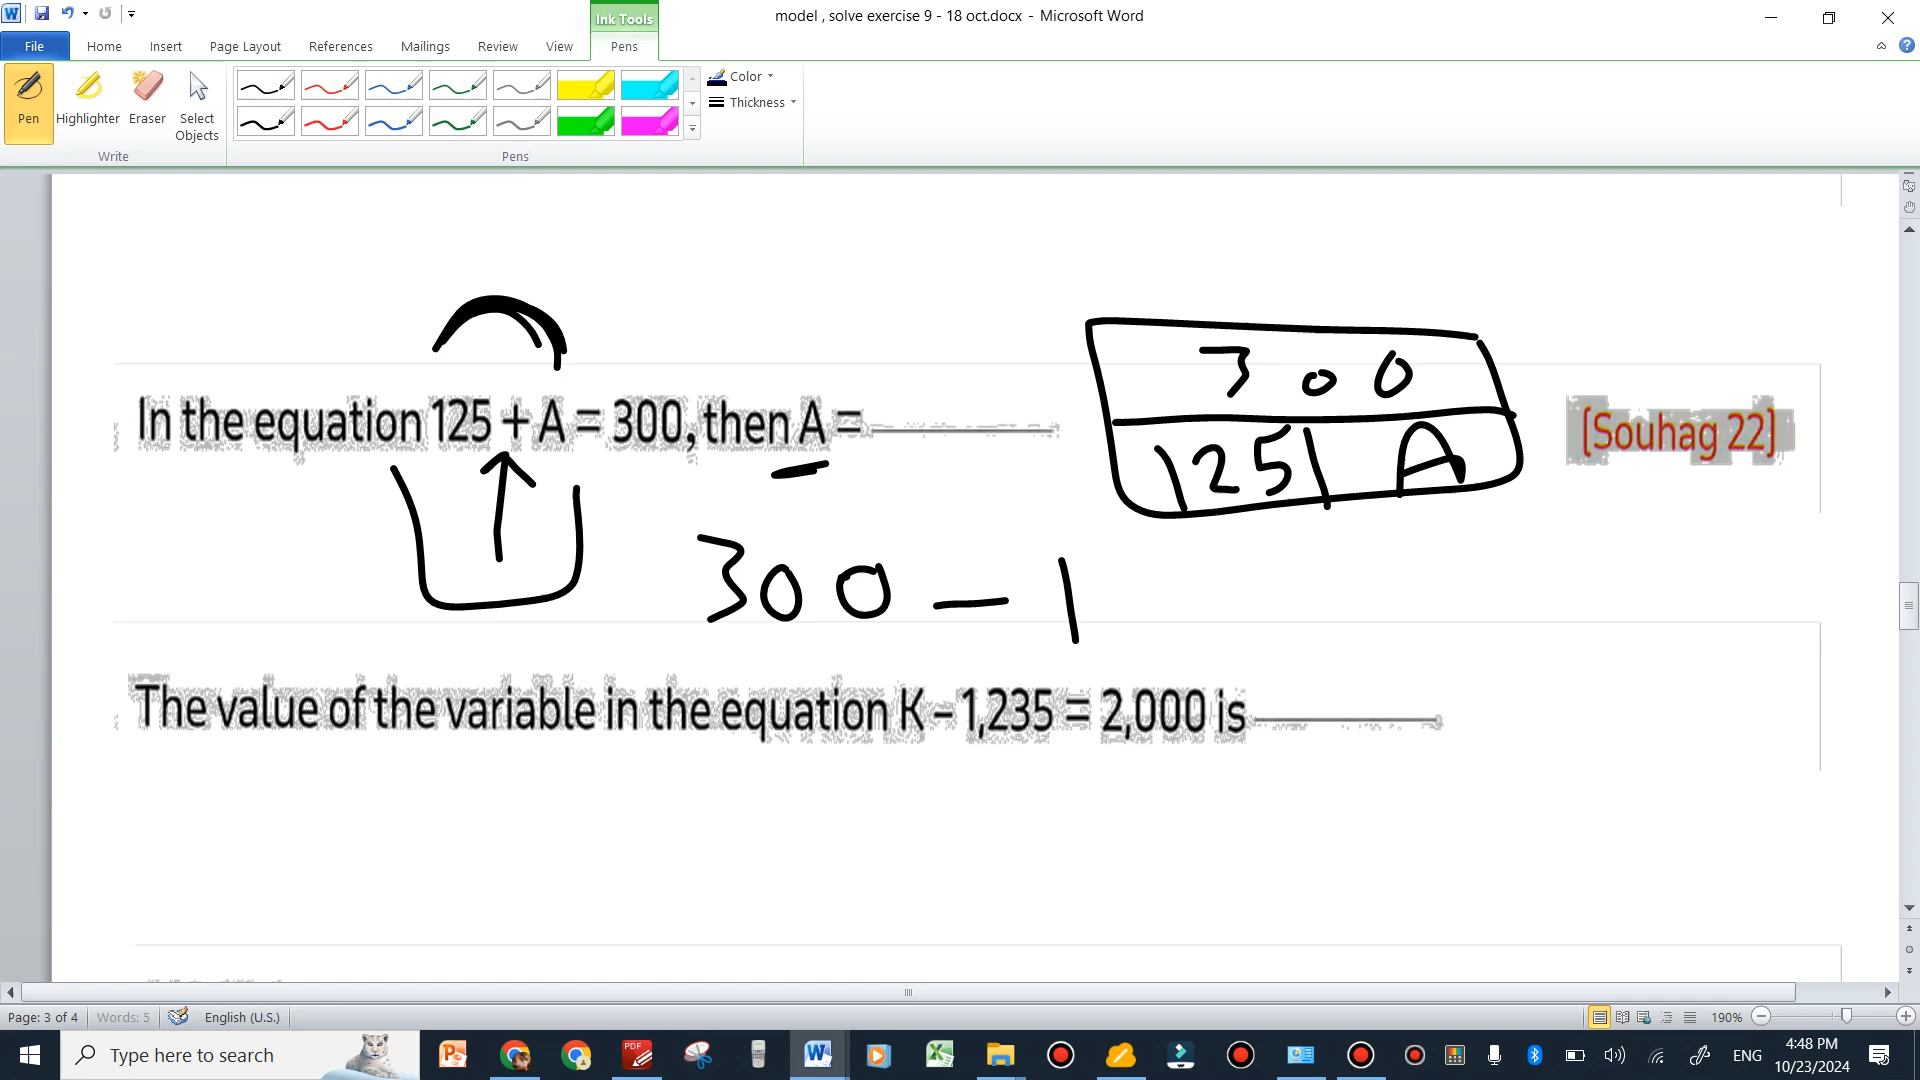 Ink Tools
model , solve exercise 9 - 18 oct.docx - Microsoft Word
File Home Insert Page Layout References Mailings Review View Pens
Pen Highlighter Eraser Select Objects
Color
Thickness
Write Pens
300
In the equation 125 + A = 300, then A = [Souhag 22]
125 A
300 - 1
The value of the variable in the equation K - 1,235 = 2,000 is
Page: 3 of 4 Words: 5 English (U.S.) 190%
Type here to search ENG 4:48 PM
10/23/2024